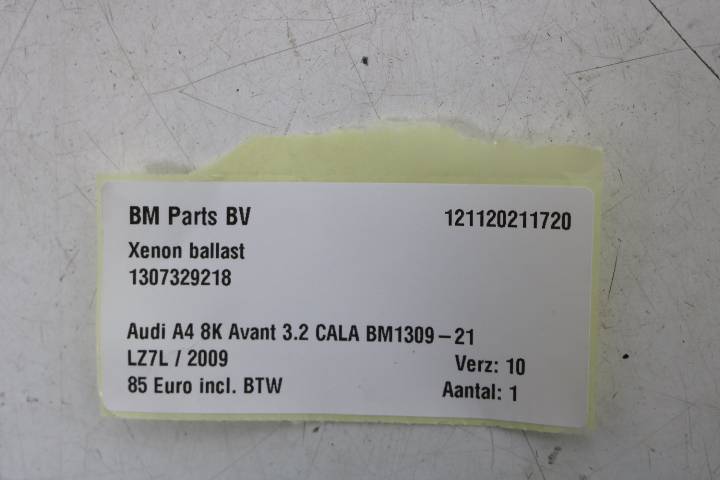 BM Parts BV 121120211720
Xenon ballast
1307329218
Audi A4 8K Avant 3.2 CALA BM1309-21
LZ7L / 2009 Verz: 10
85 Euro incl. BTW Aantal: 1